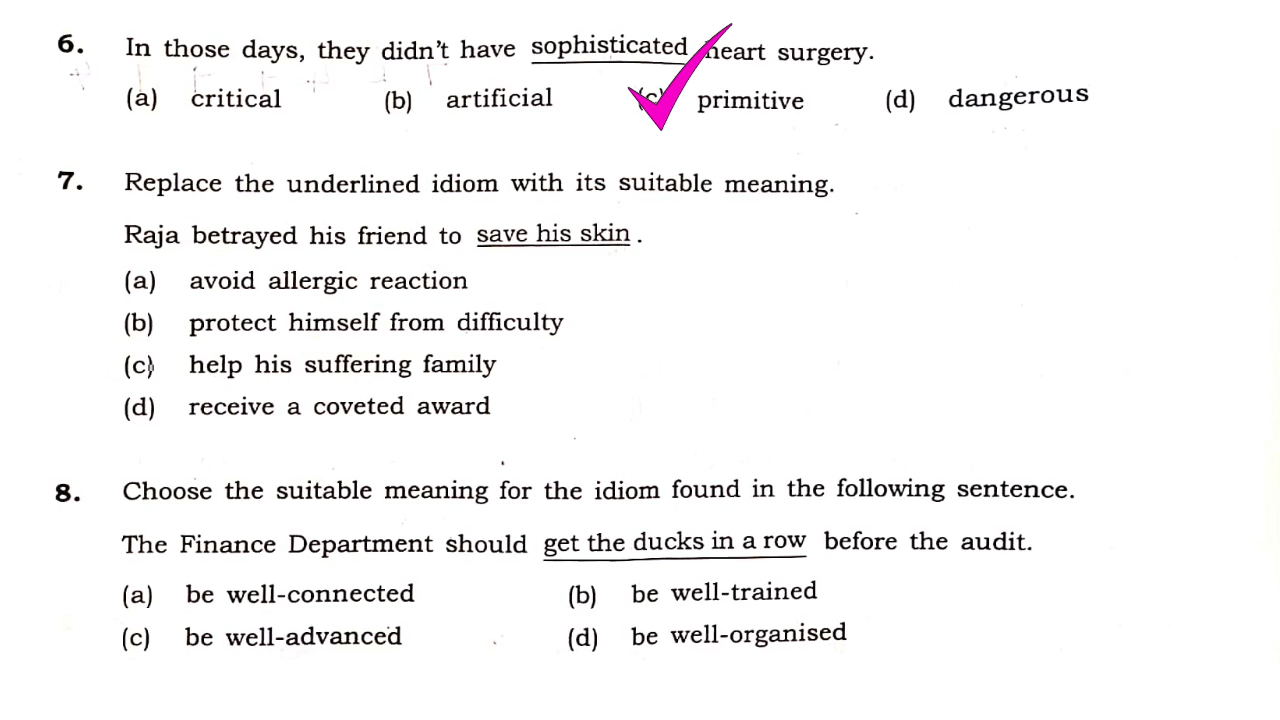 6. In those days, they didn't have sophisticated heart surgery.
(a) critical (b) artificial (c) primitive (d) dangerous
7. Replace the underlined idiom with its suitable meaning.
Raja betrayed his friend to save his skin.
(a) avoid allergic reaction
(b) protect himself from difficulty
(c) help his suffering family
(d) receive a coveted award
8. Choose the suitable meaning for the idiom found in the following sentence.
The Finance Department should get the ducks in a row before the audit.
(a) be well-connected (b) be well-trained
(c) be well-advanced (d) be well-organised